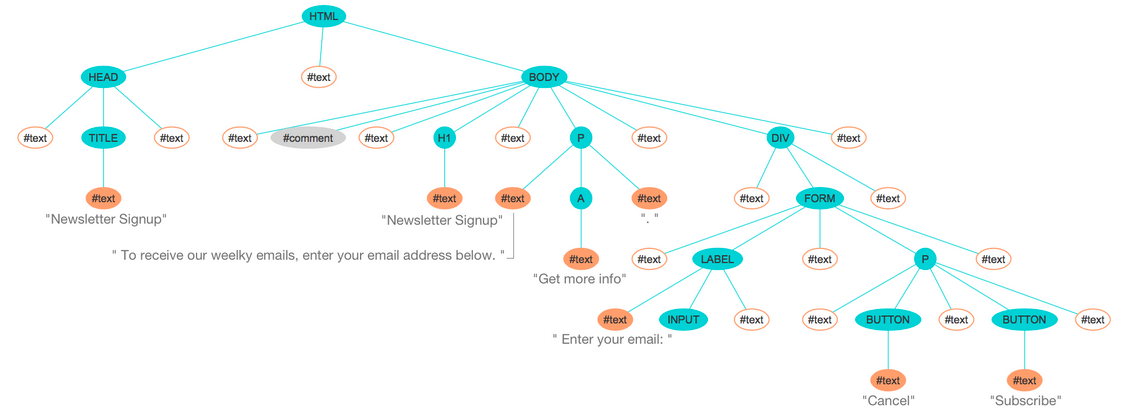 HTML
HEAD
#text
BODY
#text
TITLE
#text
#text
#comment
#text
H1
#text
P
#text
DIV
#text
#text
"Newsletter Signup"
#text
"Newsletter Signup"
#text
A
#text
". "
#text
FORM
#text
" To receive our weelky emails, enter your email address below. "
#text
"Get more info"
#text
LABEL
#text
P
#text
#text
" Enter your email: "
INPUT
#text
#text
BUTTON
#text
BUTTON
#text
#text
"Cancel"
#text
"Subscribe"